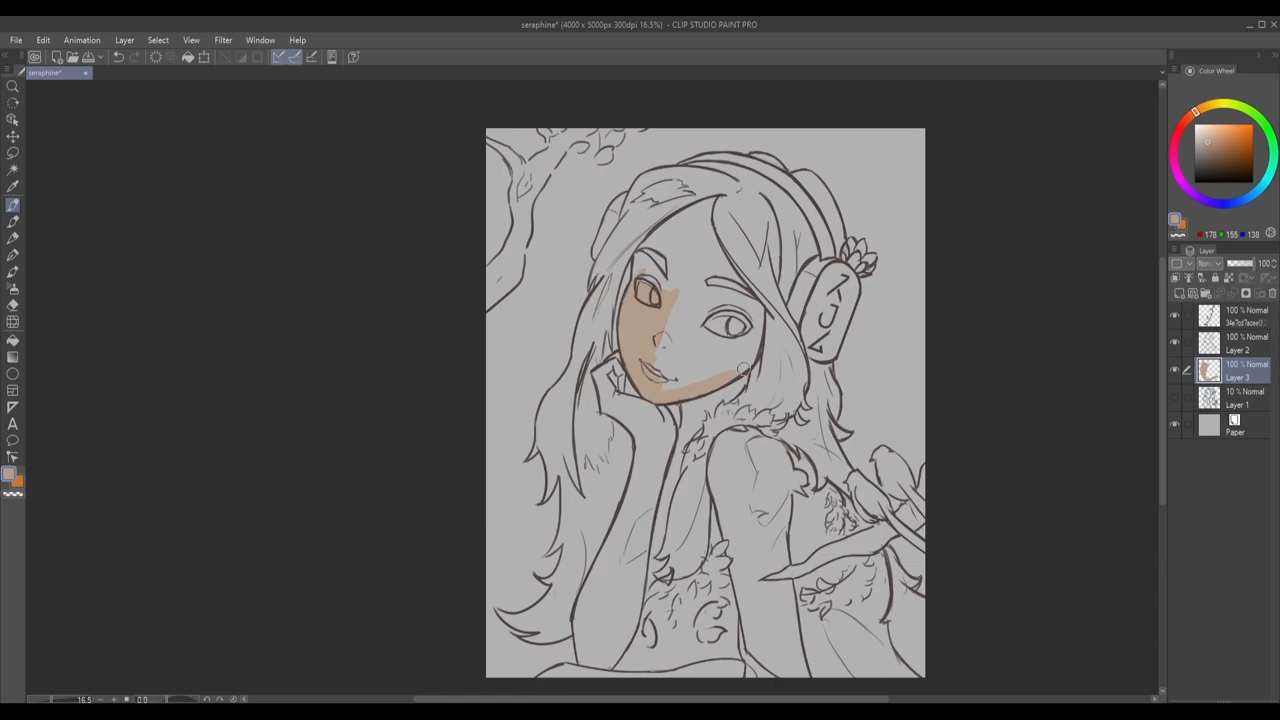 seraphine* (4000 x 5000px 300dpi 16.5%) - CLIP STUDIO PAINT PRO
File Edit Animation Layer Select View Filter Window Help
seraphine*
Color Wheel
178 155 138
Layer
100
100 % Normal
100 % Normal
Layer 2
100 % Normal
Layer 3
10 % Normal
Layer 1
Paper
16.5 0.0